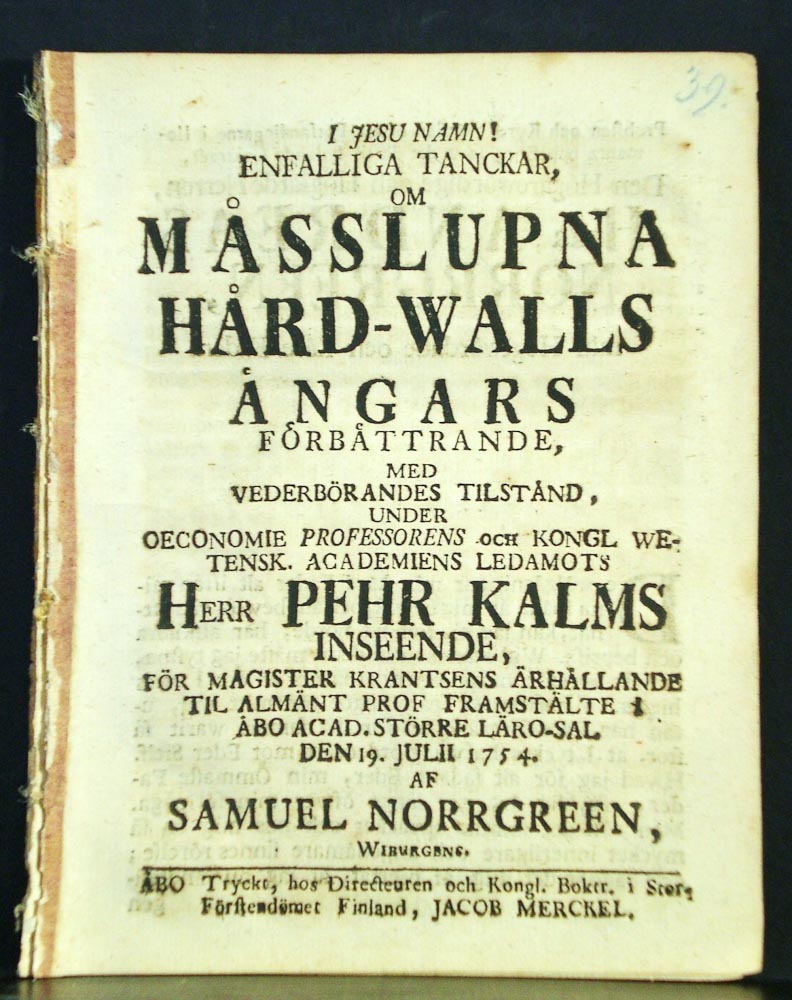 39.
I JESU NAMN!
ENFALLIGA TANCKAR,
OM
MÅSSLUPNA
HÅRD-WALLS
ÅNGARS
FÖRBÅTTRANDE,
MED
VEDERBÖRANDES TILSTÅND,
UNDER
OECONOMIE PROFESSORENS OCH KONGL WE-
TENSK. ACADEMIENS LEDAMOTS
HERR PEHR KALMS
INSEENDE,
FÖR MAGISTER KRANTSENS ÄRHÅLLANDE
TIL ALMÄNT PROF FRAMSTÄLTE I
ÅBO ACAD. STÖRRE LÄRO-SAL
DEN 19. JULII 1754.
AF
SAMUEL NORRGREEN,
WIBURGENS.
ÅBO Tryckt, hos Directeuren och Kongl. Boktr. i Stor-
Förstendömet Finland, JACOB MERCKEL.